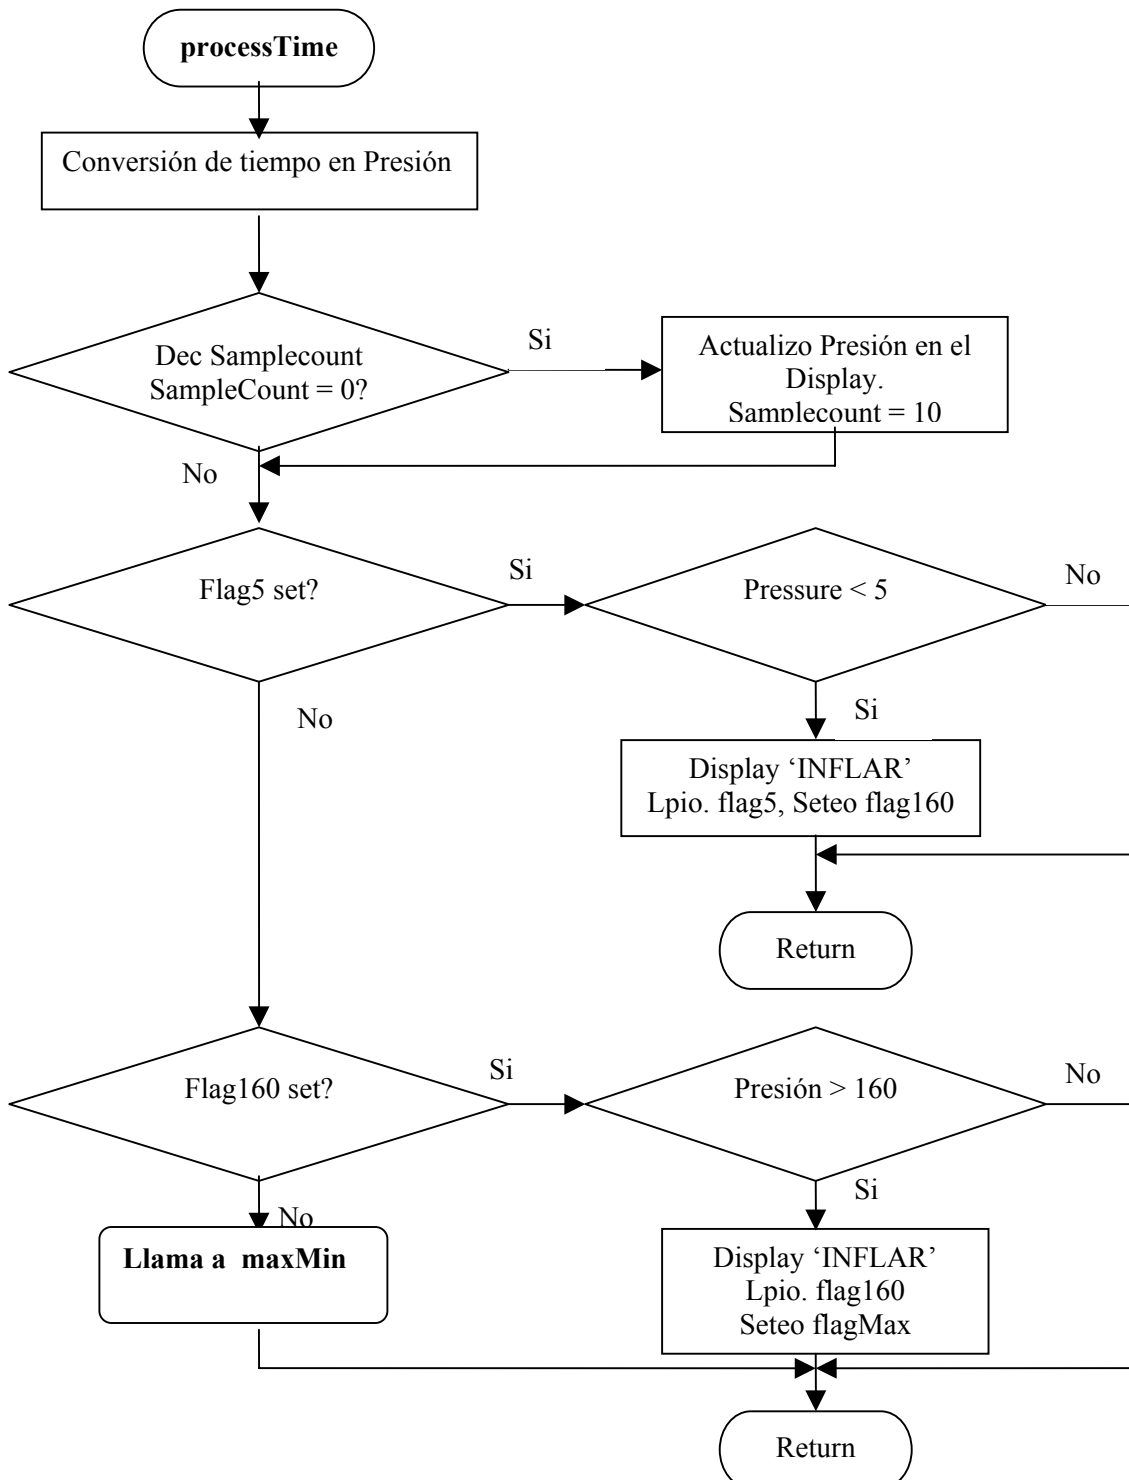 processTime
Conversión de tiempo en Presión
Dec Samplecount
SampleCount = 0?
Si
Actualizo Presión en el
Display.
Samplecount = 10
No
Flag5 set?
Si
Pressure < 5
No
No
Si
Display ‘INFLAR’
Lpio. flag5, Seteo flag160
Return
Flag160 set?
Si
Presión > 160
No
No
Si
Llama a maxMin
Display ‘INFLAR’
Lpio. flag160
Seteo flagMax
Return